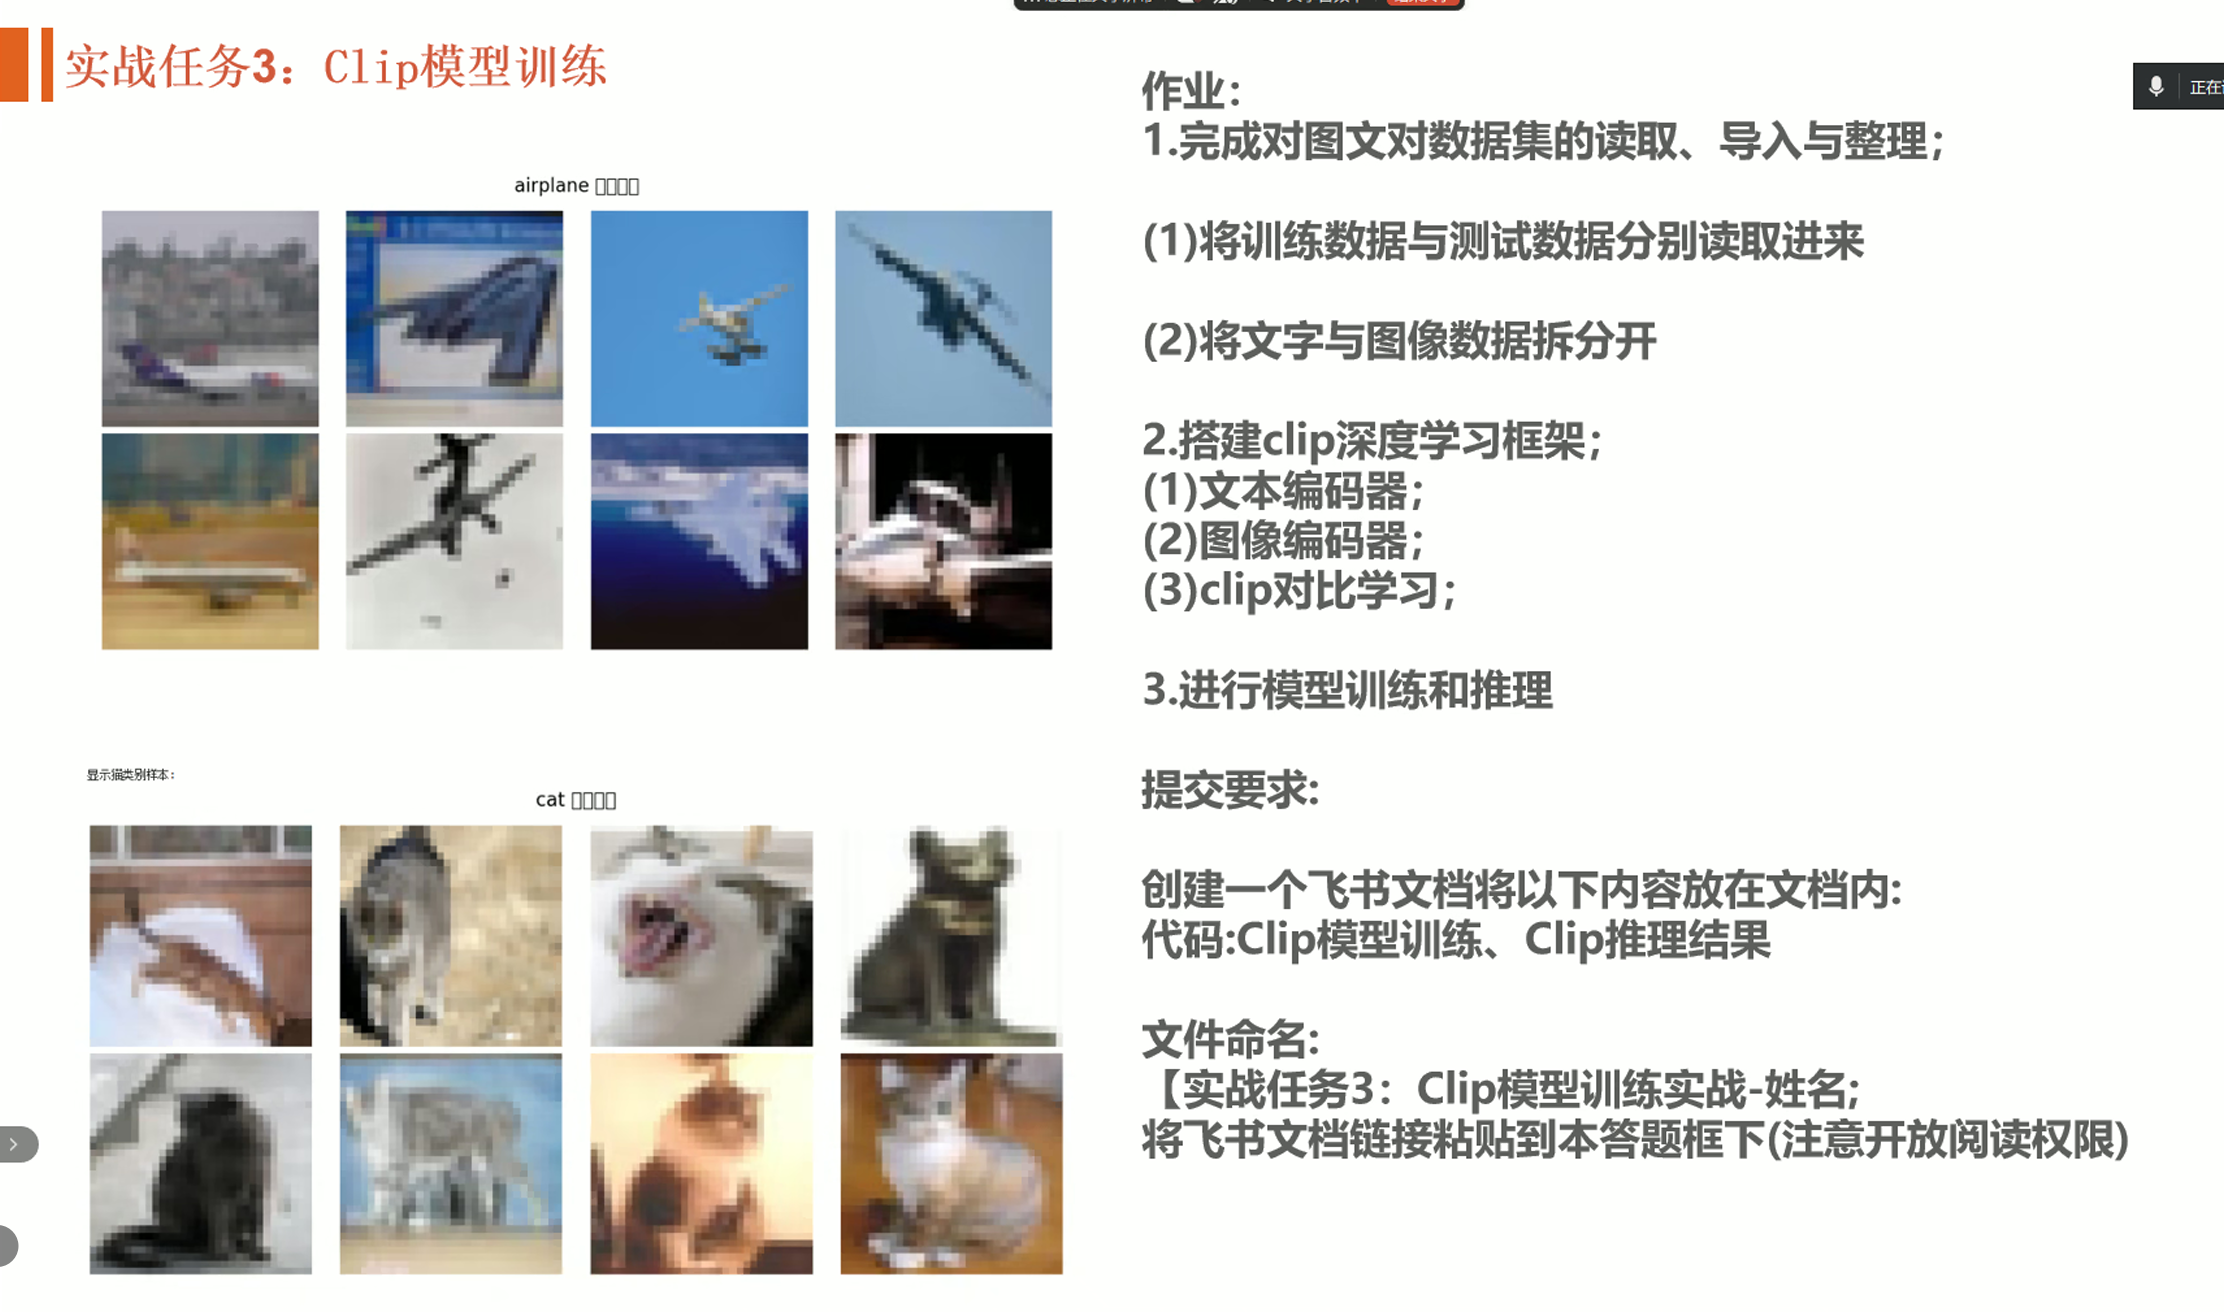 实战任务3：Clip模型训练
airplane
显示猫类别样本：
cat
作业：
1.完成对图文对数据集的读取、导入与整理；
(1)将训练数据与测试数据分别读取进来
(2)将文字与图像数据拆分开
2.搭建clip深度学习框架；
(1)文本编码器；
(2)图像编码器；
(3)clip对比学习；
3.进行模型训练和推理
提交要求:
创建一个飞书文档将以下内容放在文档内:
代码:Clip模型训练、Clip推理结果
文件命名:
【实战任务3：Clip模型训练实战-姓名;
将飞书文档链接粘贴到本答题框下(注意开放阅读权限)
正在